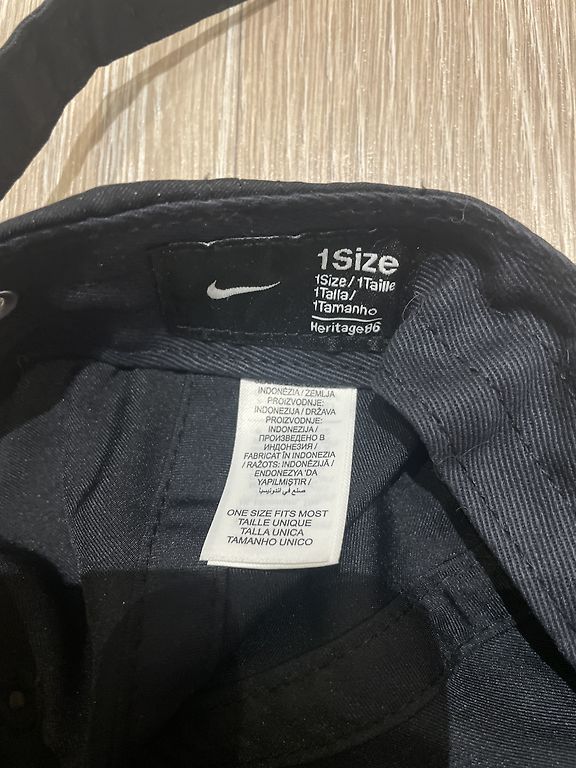 1Size
1Size/1Taille
1Talla/
1Tamanho
Heritage86
INDONÉZIA / ZEMLJA
PROIZVODNJE:
INDONEZIJA / DRŽAVA
PROIZVODNJE:
INDONEZIJA /
ПРОИЗВЕДЕНО В
ИНДОНЕЗИЯ /
FABRICAT ÎN INDONEZIA
/ RAŽOTS: INDONĒZIJĀ /
ENDONEZYA'DA
YAPILMIŞTIR /
صنع في اندونيسيا
ONE SIZE FITS MOST
TAILLE UNIQUE
TALLA UNICA
TAMANHO UNICO